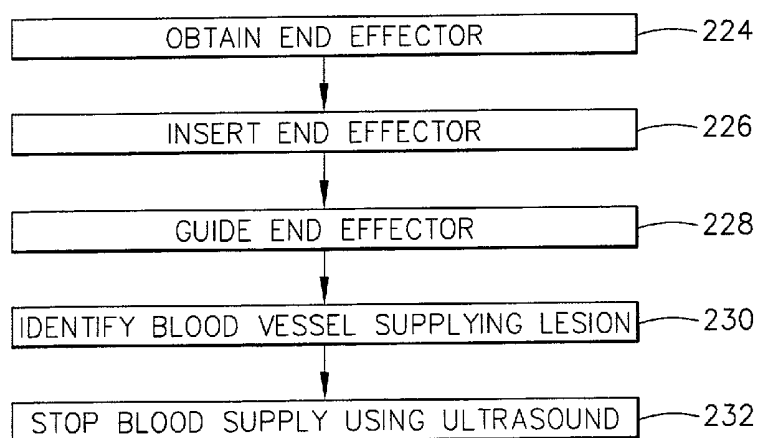 OBTAIN END EFFECTOR 224
INSERT END EFFECTOR 226
GUIDE END EFFECTOR 228
IDENTIFY BLOOD VESSEL SUPPLYING LESION 230
STOP BLOOD SUPPLY USING ULTRASOUND 232